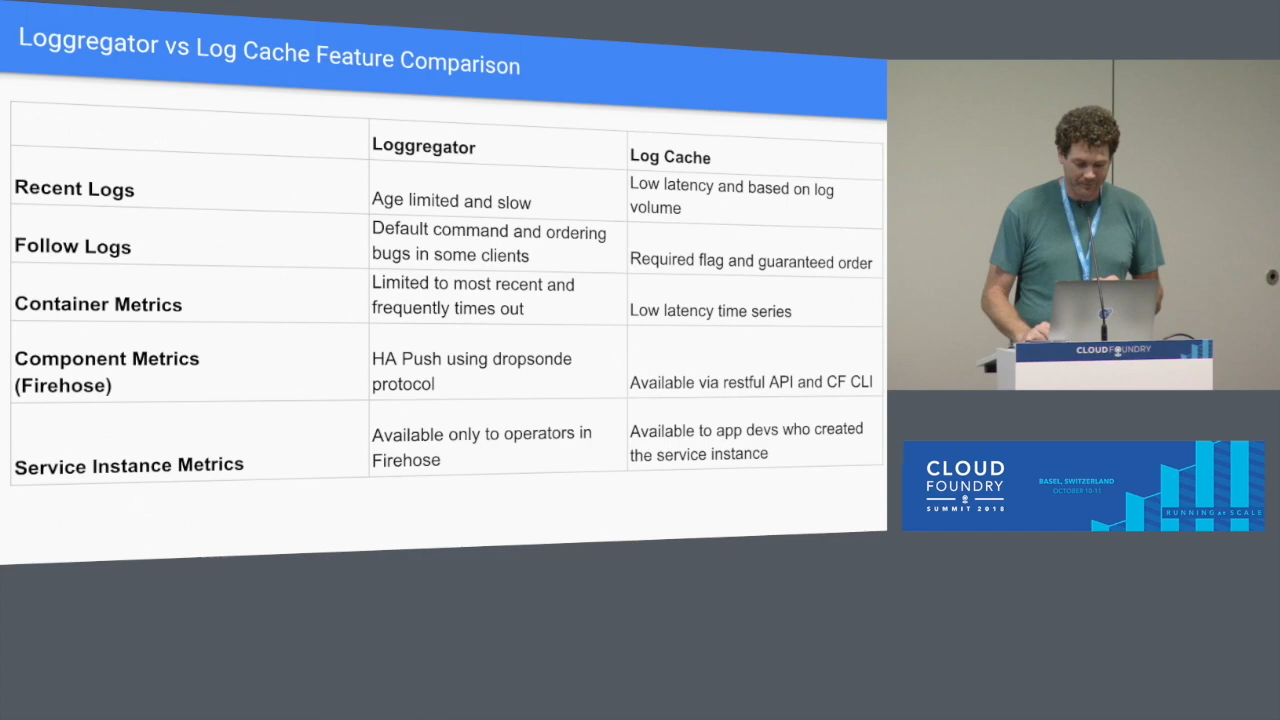 Loggregator vs Log Cache Feature Comparison
Loggregator
Log Cache
Recent Logs
Age limited and slow
Low latency and based on log
volume
Follow Logs
Default command and ordering
bugs in some clients
Required flag and guaranteed order
Container Metrics
Limited to most recent and
frequently times out
Low latency time series
Component Metrics
(Firehose)
HA Push using dropsonde
protocol
Available via restful API and CF CLI
Service Instance Metrics
Available only to operators in
Firehose
Available to app devs who created
the service instance
CLOUDFOUNDRY
CLOUD
FOUNDRY
SUMMIT 2018
BASEL, SWITZERLAND
OCTOBER 10-11
RUNNING at SCALE